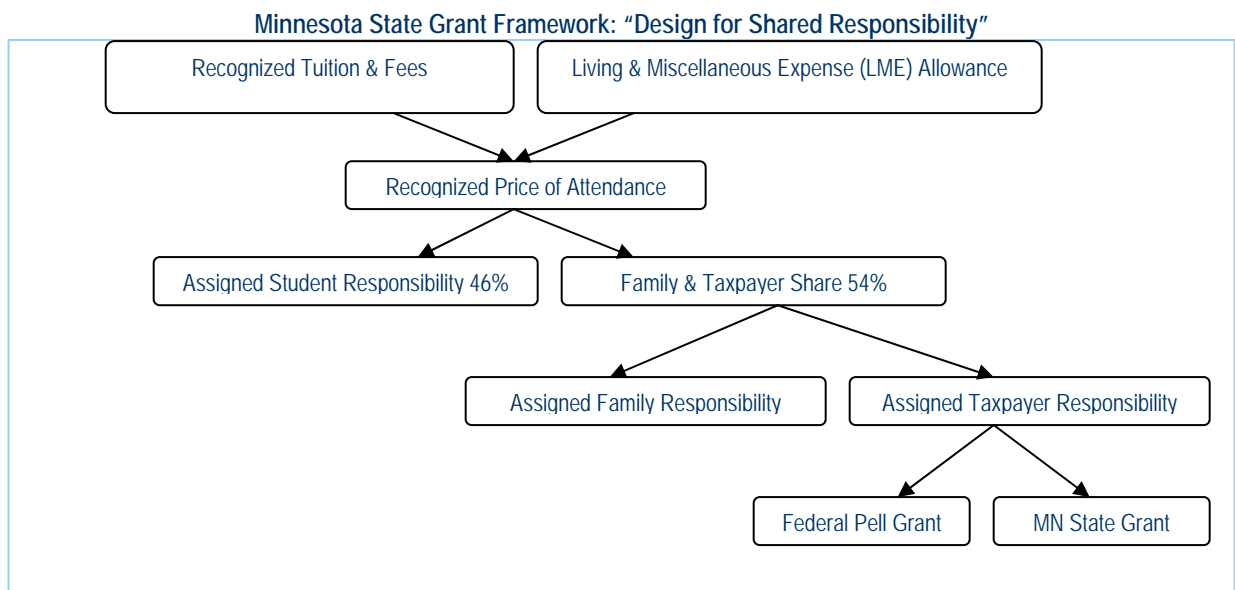 Minnesota State Grant Framework: “Design for Shared Responsibility”
Recognized Tuition & Fees
Living & Miscellaneous Expense (LME) Allowance
Recognized Price of Attendance
Assigned Student Responsibility 46%
Family & Taxpayer Share 54%
Assigned Family Responsibility
Assigned Taxpayer Responsibility
Federal Pell Grant
MN State Grant